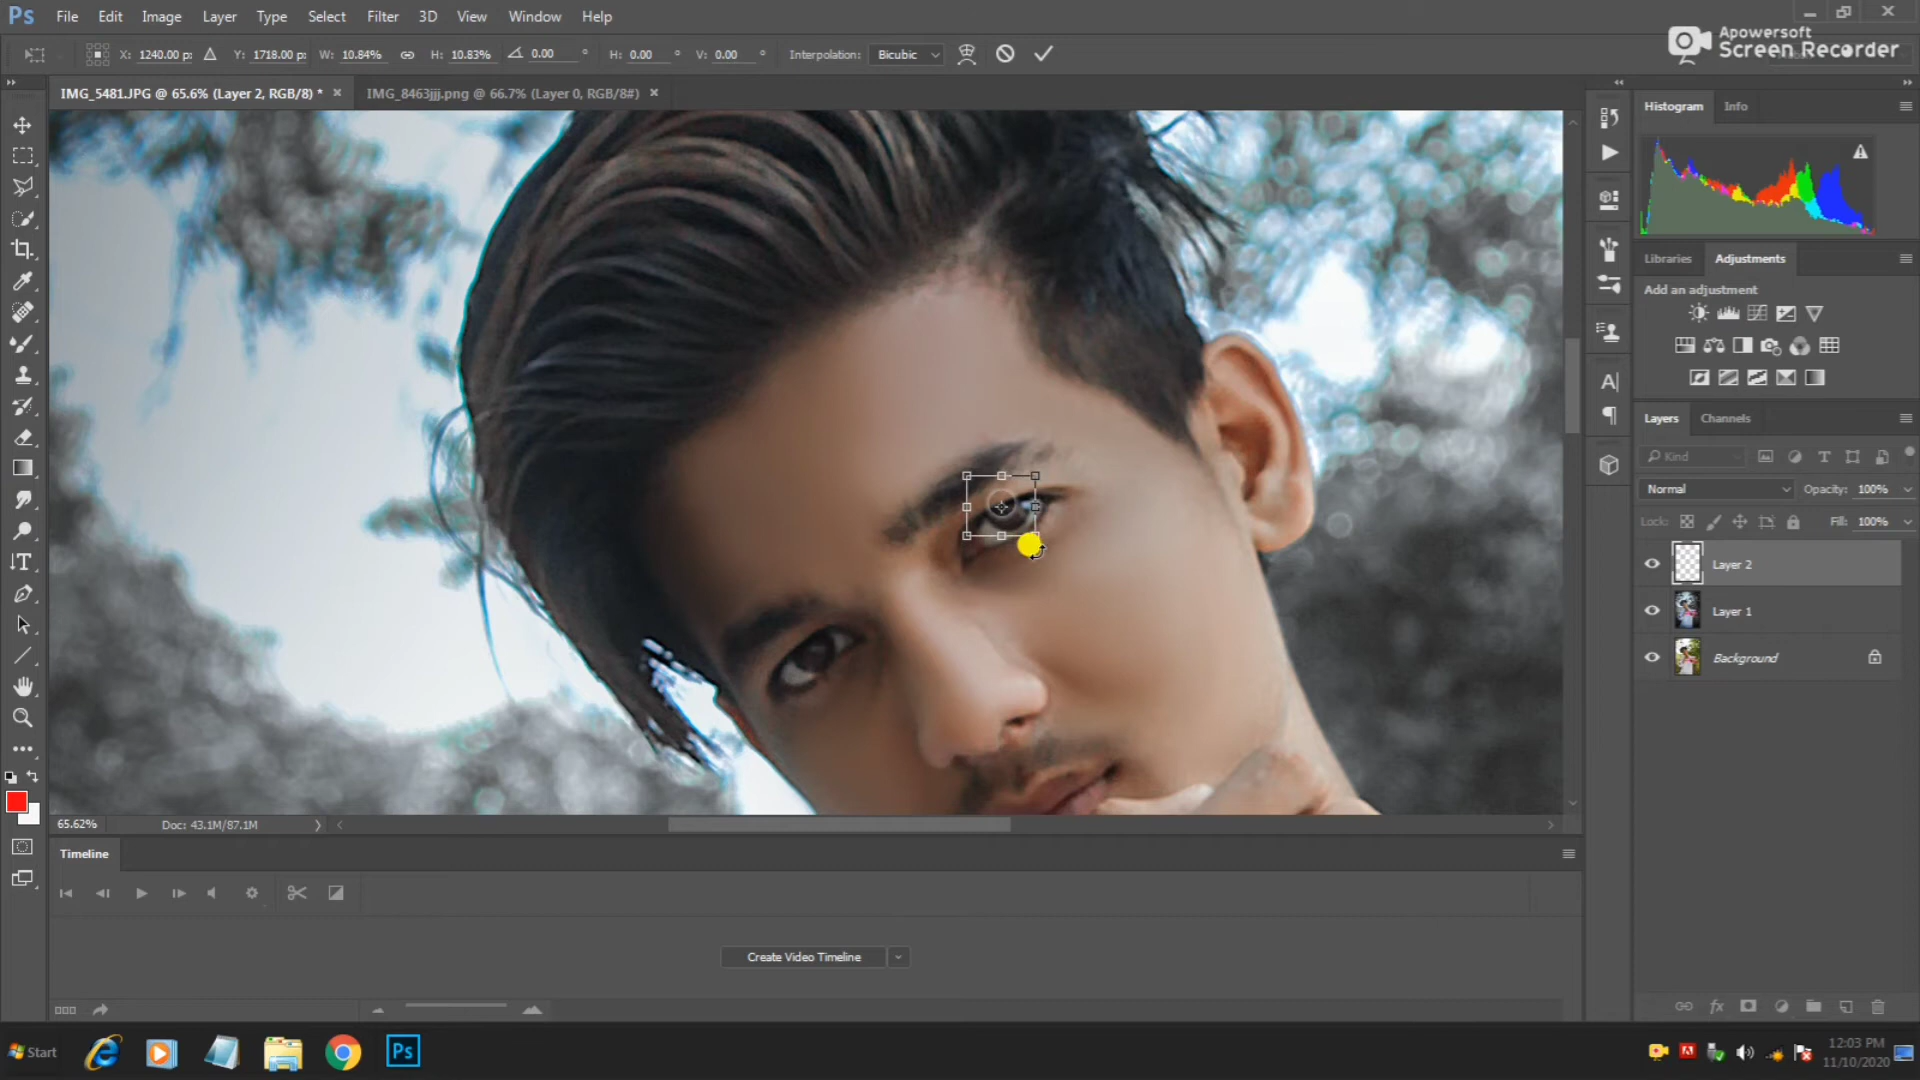 Ps File Edit Image Layer Type Select Filter 3D View Window Help
Apowersoft
Screen Recorder
X: 1240.00 p: Y: 1718.00 p: W: 10.84% H: 10.83% 0.00 ° H: 0.00 ° V: 0.00 ° Interpolation: Bicubic
IMG_5481.JPG @ 65.6% (Layer 2, RGB/8) * × IMG_8463jjj.png @ 66.7% (Layer 0, RGB/8#) ×
Histogram Info
Libraries Adjustments
Add an adjustment
Layers Channels
Kind
Normal Opacity: 100%
Lock: Fill: 100%
Layer 2
Layer 1
Background
65.62% Doc: 43.1M/87.1M
Timeline
Create Video Timeline
Start Ps 12:03 PM
11/10/2020